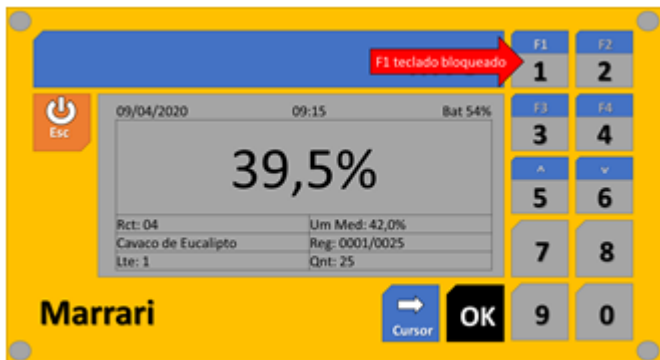 F1 F2
F1 teclado bloqueado
1 2
Esc
09/04/2020 09:15 Bat 54%
F3 F4
3 4
39,5%
^ v
5 6
Rct: 04 Um Med: 42,0%
Cavaco de Eucalipto Reg: 0001/0025
Lte: 1 Qnt: 25
7 8
Marrari
Cursor
OK
9 0